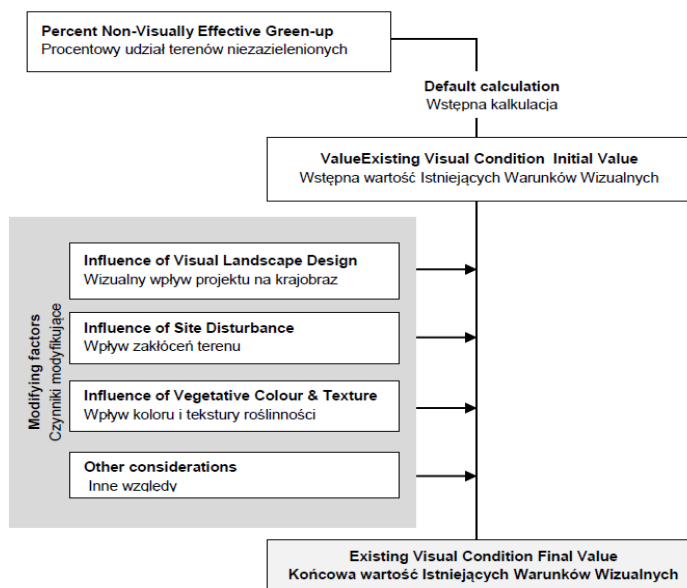 Percent Non-Visually Effective Green-up
Procentowy udział terenów niezazielenionych
Default calculation
Wstępna kalkulacja
ValueExisting Visual Condition Initial Value
Wstępna wartość Istniejących Warunków Wizualnych
Modifying factors
Czynniki modyfikujące
Influence of Visual Landscape Design
Wizualny wpływ projektu na krajobraz
Influence of Site Disturbance
Wpływ zakłóceń terenu
Influence of Vegetative Colour & Texture
Wpływ koloru i tekstury roślinności
Other considerations
Inne względy
Existing Visual Condition Final Value
Końcowa wartość Istniejących Warunków Wizualnych